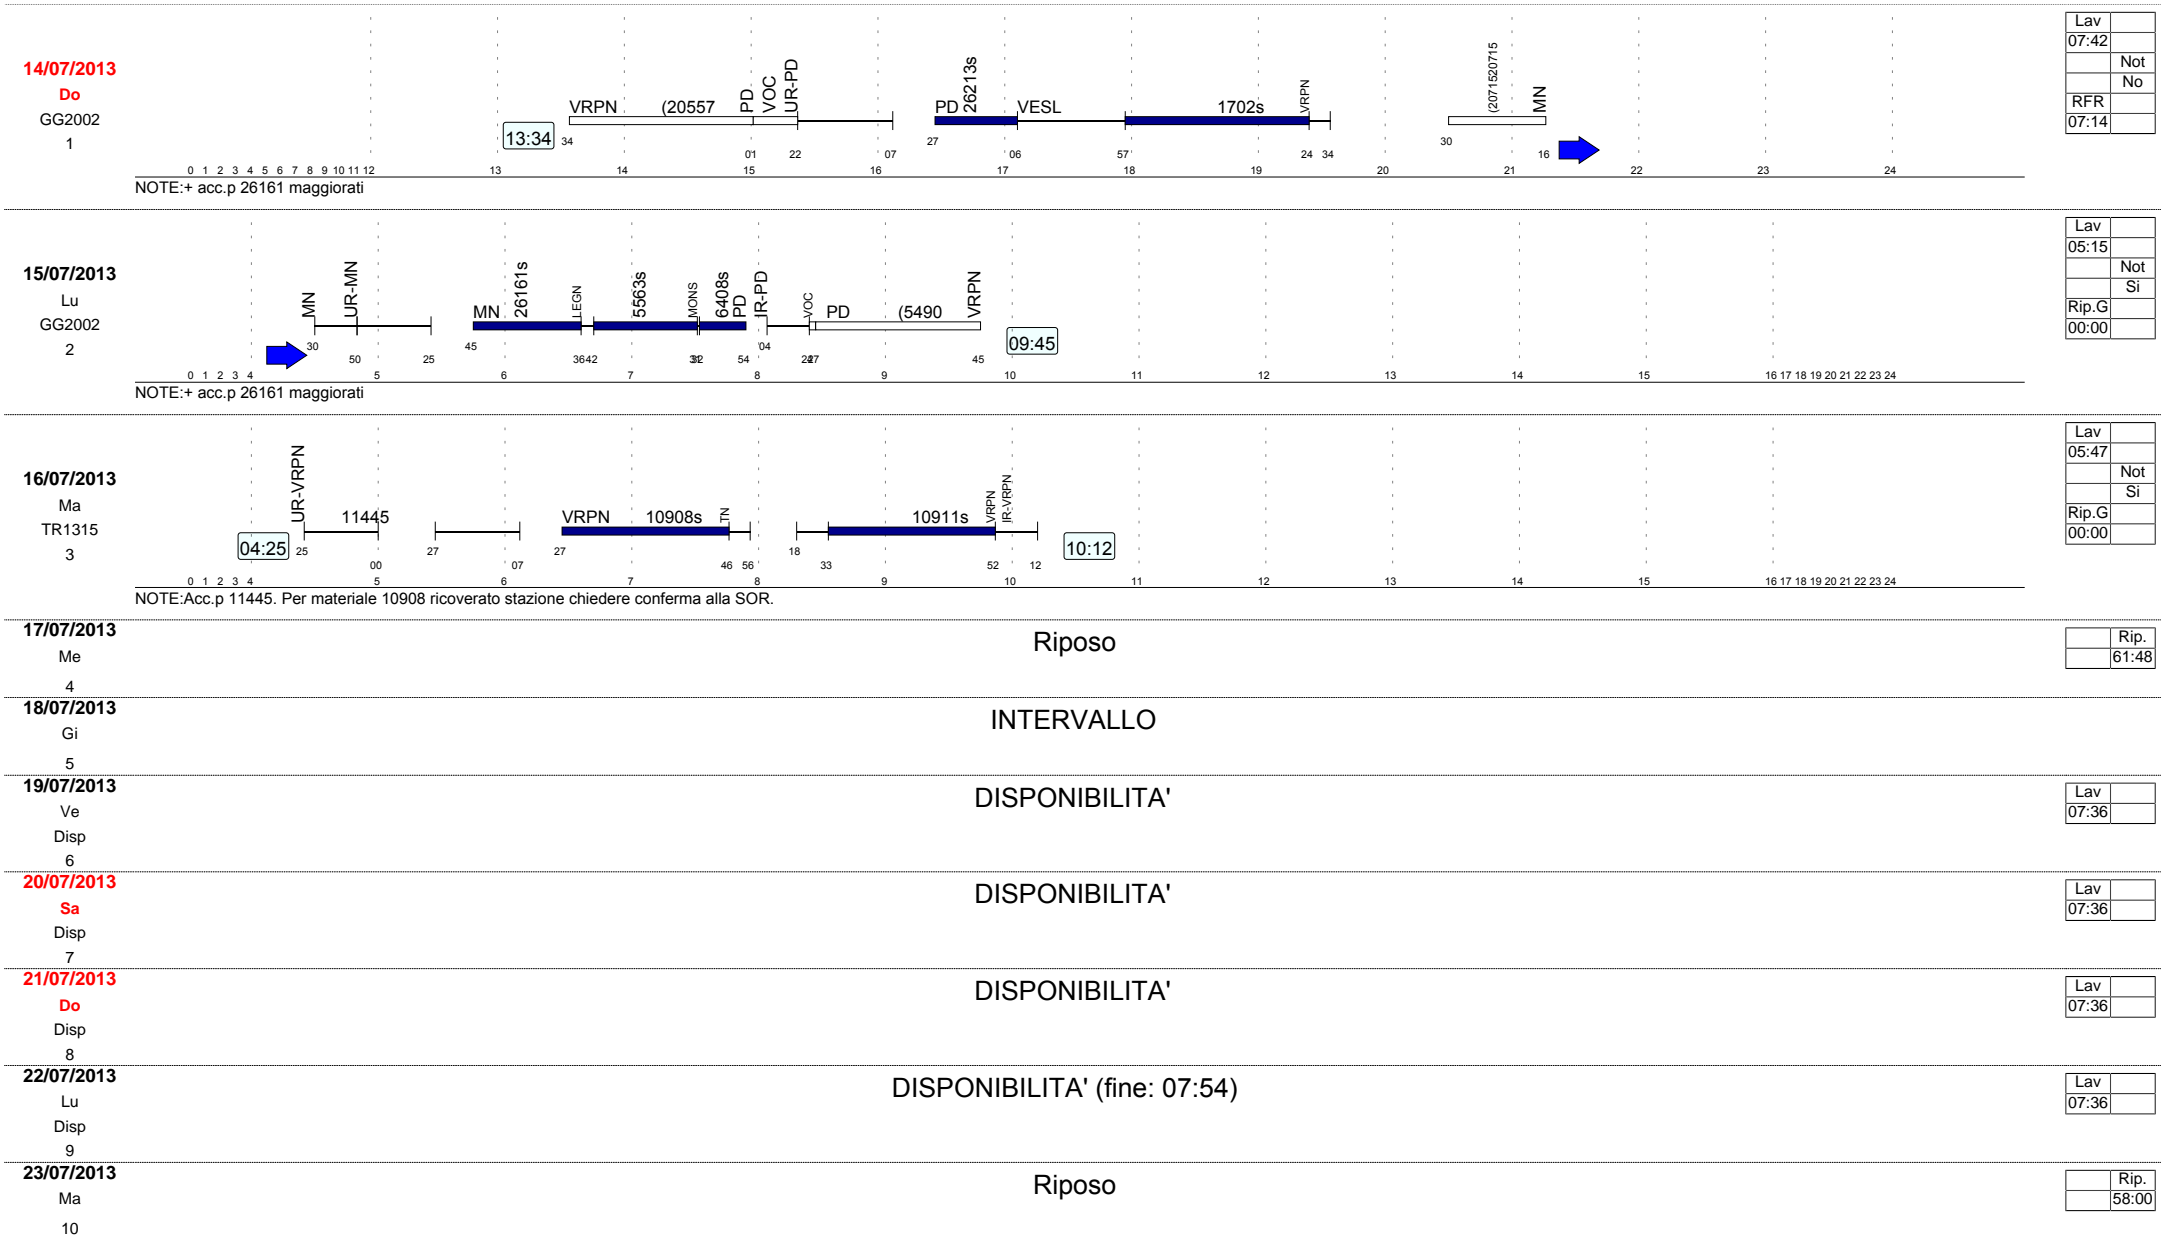 14/07/2013
Do
GG2002
1
13:34
VRPN (20557 PD VOC UR-PD PD 26213s VESL 1702s VRPN (2071520715 MN
34 01 22 07 27 06 57 24 34 30 16
0 1 2 3 4 5 6 7 8 9 10 11 12 13 14 15 16 17 18 19 20 21 22 23 24
NOTE:+ acc.p 26161 maggiorati
Lav
07:42
Not
No
RFR
07:14
15/07/2013
Lu
GG2002
2
MN UR-MN MN 26161s LEGN 5563s MONS 6408s PD IR-PD VOC PD (5490 VRPN
30 50 25 45 36 42 31 32 54 04 24 27 45
09:45
0 1 2 3 4 5 6 7 8 9 10 11 12 13 14 15 16 17 18 19 20 21 22 23 24
NOTE:+ acc.p 26161 maggiorati
Lav
05:15
Not
Si
Rip.G
00:00
16/07/2013
Ma
TR1315
3
04:25
UR-VRPN 11445 VRPN 10908s TN 10911s VRPN IR-VRPN
25 00 27 07 27 46 56 18 33 52 12
10:12
0 1 2 3 4 5 6 7 8 9 10 11 12 13 14 15 16 17 18 19 20 21 22 23 24
NOTE:Acc.p 11445. Per materiale 10908 ricoverato stazione chiedere conferma alla SOR.
Lav
05:47
Not
Si
Rip.G
00:00
17/07/2013
Me
4
Riposo
Rip.
61:48
18/07/2013
Gi
5
INTERVALLO
19/07/2013
Ve
Disp
6
DISPONIBILITA'
Lav
07:36
20/07/2013
Sa
Disp
7
DISPONIBILITA'
Lav
07:36
21/07/2013
Do
Disp
8
DISPONIBILITA'
Lav
07:36
22/07/2013
Lu
Disp
9
DISPONIBILITA' (fine: 07:54)
Lav
07:36
23/07/2013
Ma
10
Riposo
Rip.
58:00